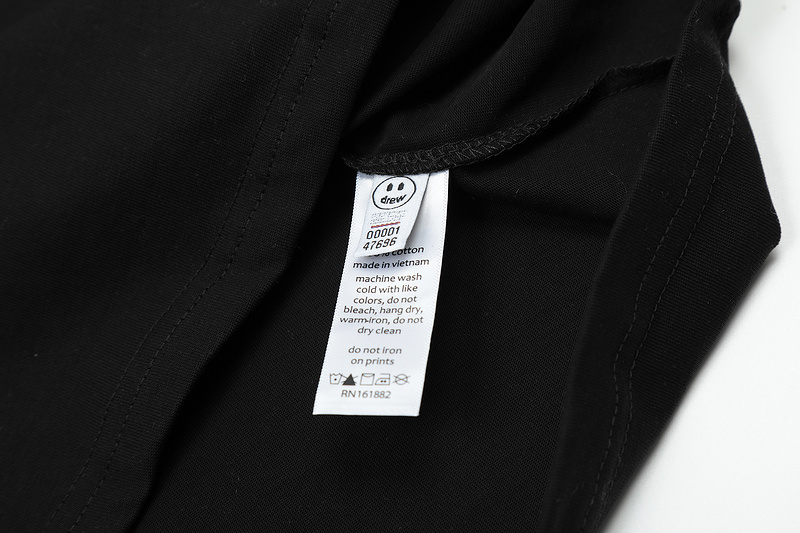 drew
00001
47696
% cotton
made in vietnam
machine wash
cold with like
colors, do not
bleach, hang dry,
warm-iron, do not
dry clean
do not iron
on prints
RN161882